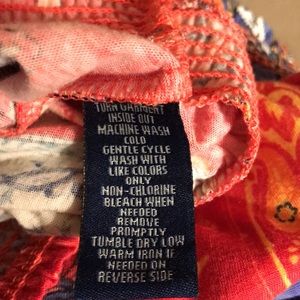 TURN GARMENT
INSIDE OUT
MACHINE WASH
COLD
GENTLE CYCLE
WASH WITH
LIKE COLORS
ONLY
NON-CHLORINE
BLEACH WHEN
NEEDED
REMOVE
PROMPTLY
TUMBLE DRY LOW
WARM IRON IF
NEEDED ON
REVERSE SIDE